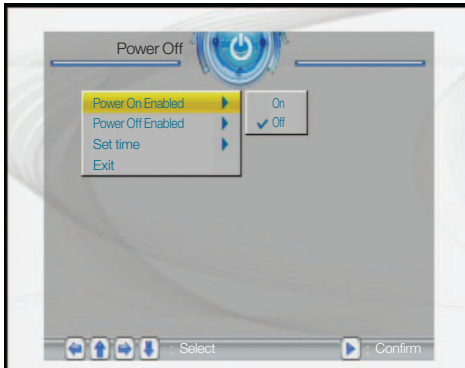 Power Off
Power On Enabled
On
Power Off Enabled
Off
Set time
Exit
: Select
: Confirm